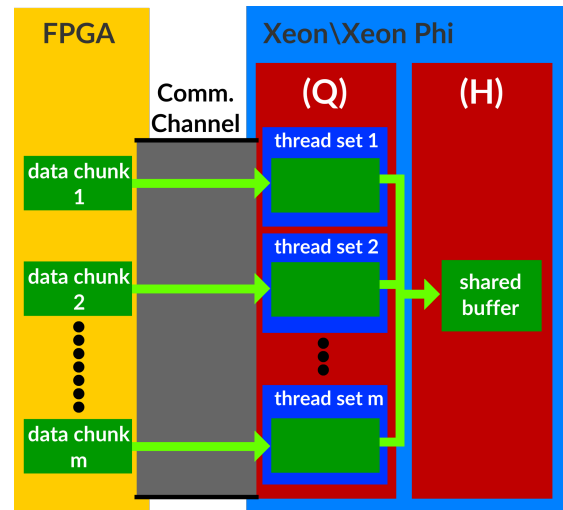 FPGA
Xeon\Xeon Phi
Comm.
Channel
(Q)
(H)
thread set 1
data chunk
1
thread set 2
data chunk
2
shared
buffer
thread set m
data chunk
m